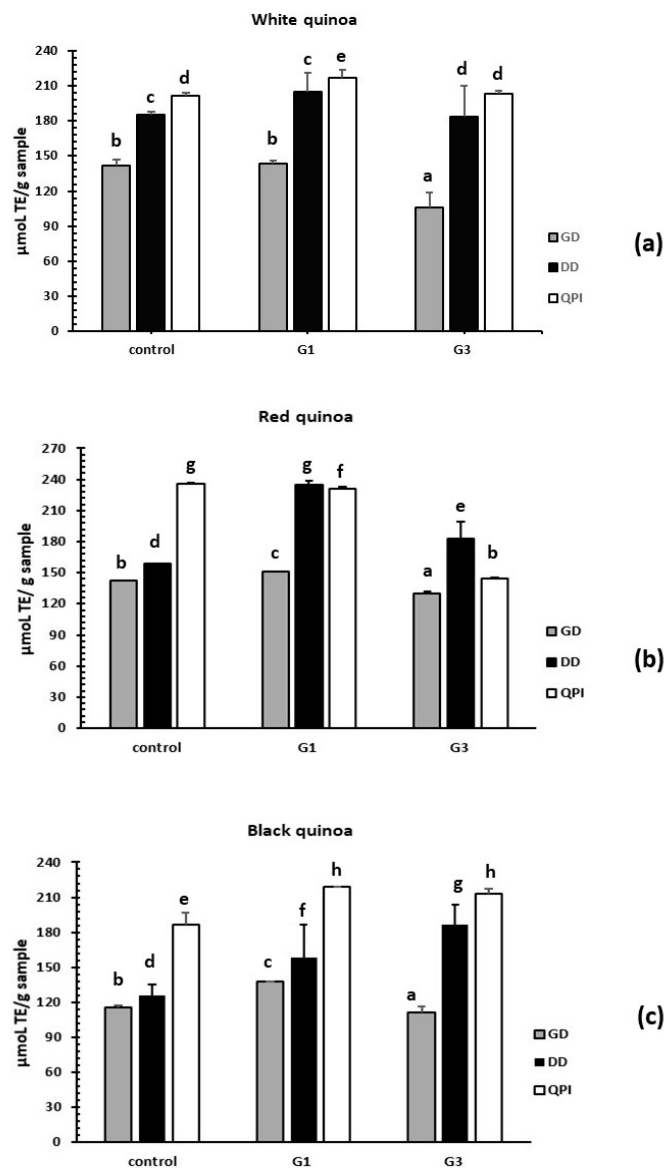 White quinoa
240
d
c
b
c
e
b
d
d
a
210
180
150
120
90
60
30
0
µmoL TE/g sample
control
G1
G3
GD
DD
QPI
(a)
Red quinoa
270
g
b
d
g
f
c
e
b
a
240
210
180
150
120
90
60
30
0
µmoL TE/ g sample
control
G1
G3
GD
DD
QPI
(b)
Black quinoa
240
e
b
d
h
f
c
h
g
a
210
180
150
120
90
60
30
0
µmoL TE/g sample
control
G1
G3
GD
DD
QPI
(c)